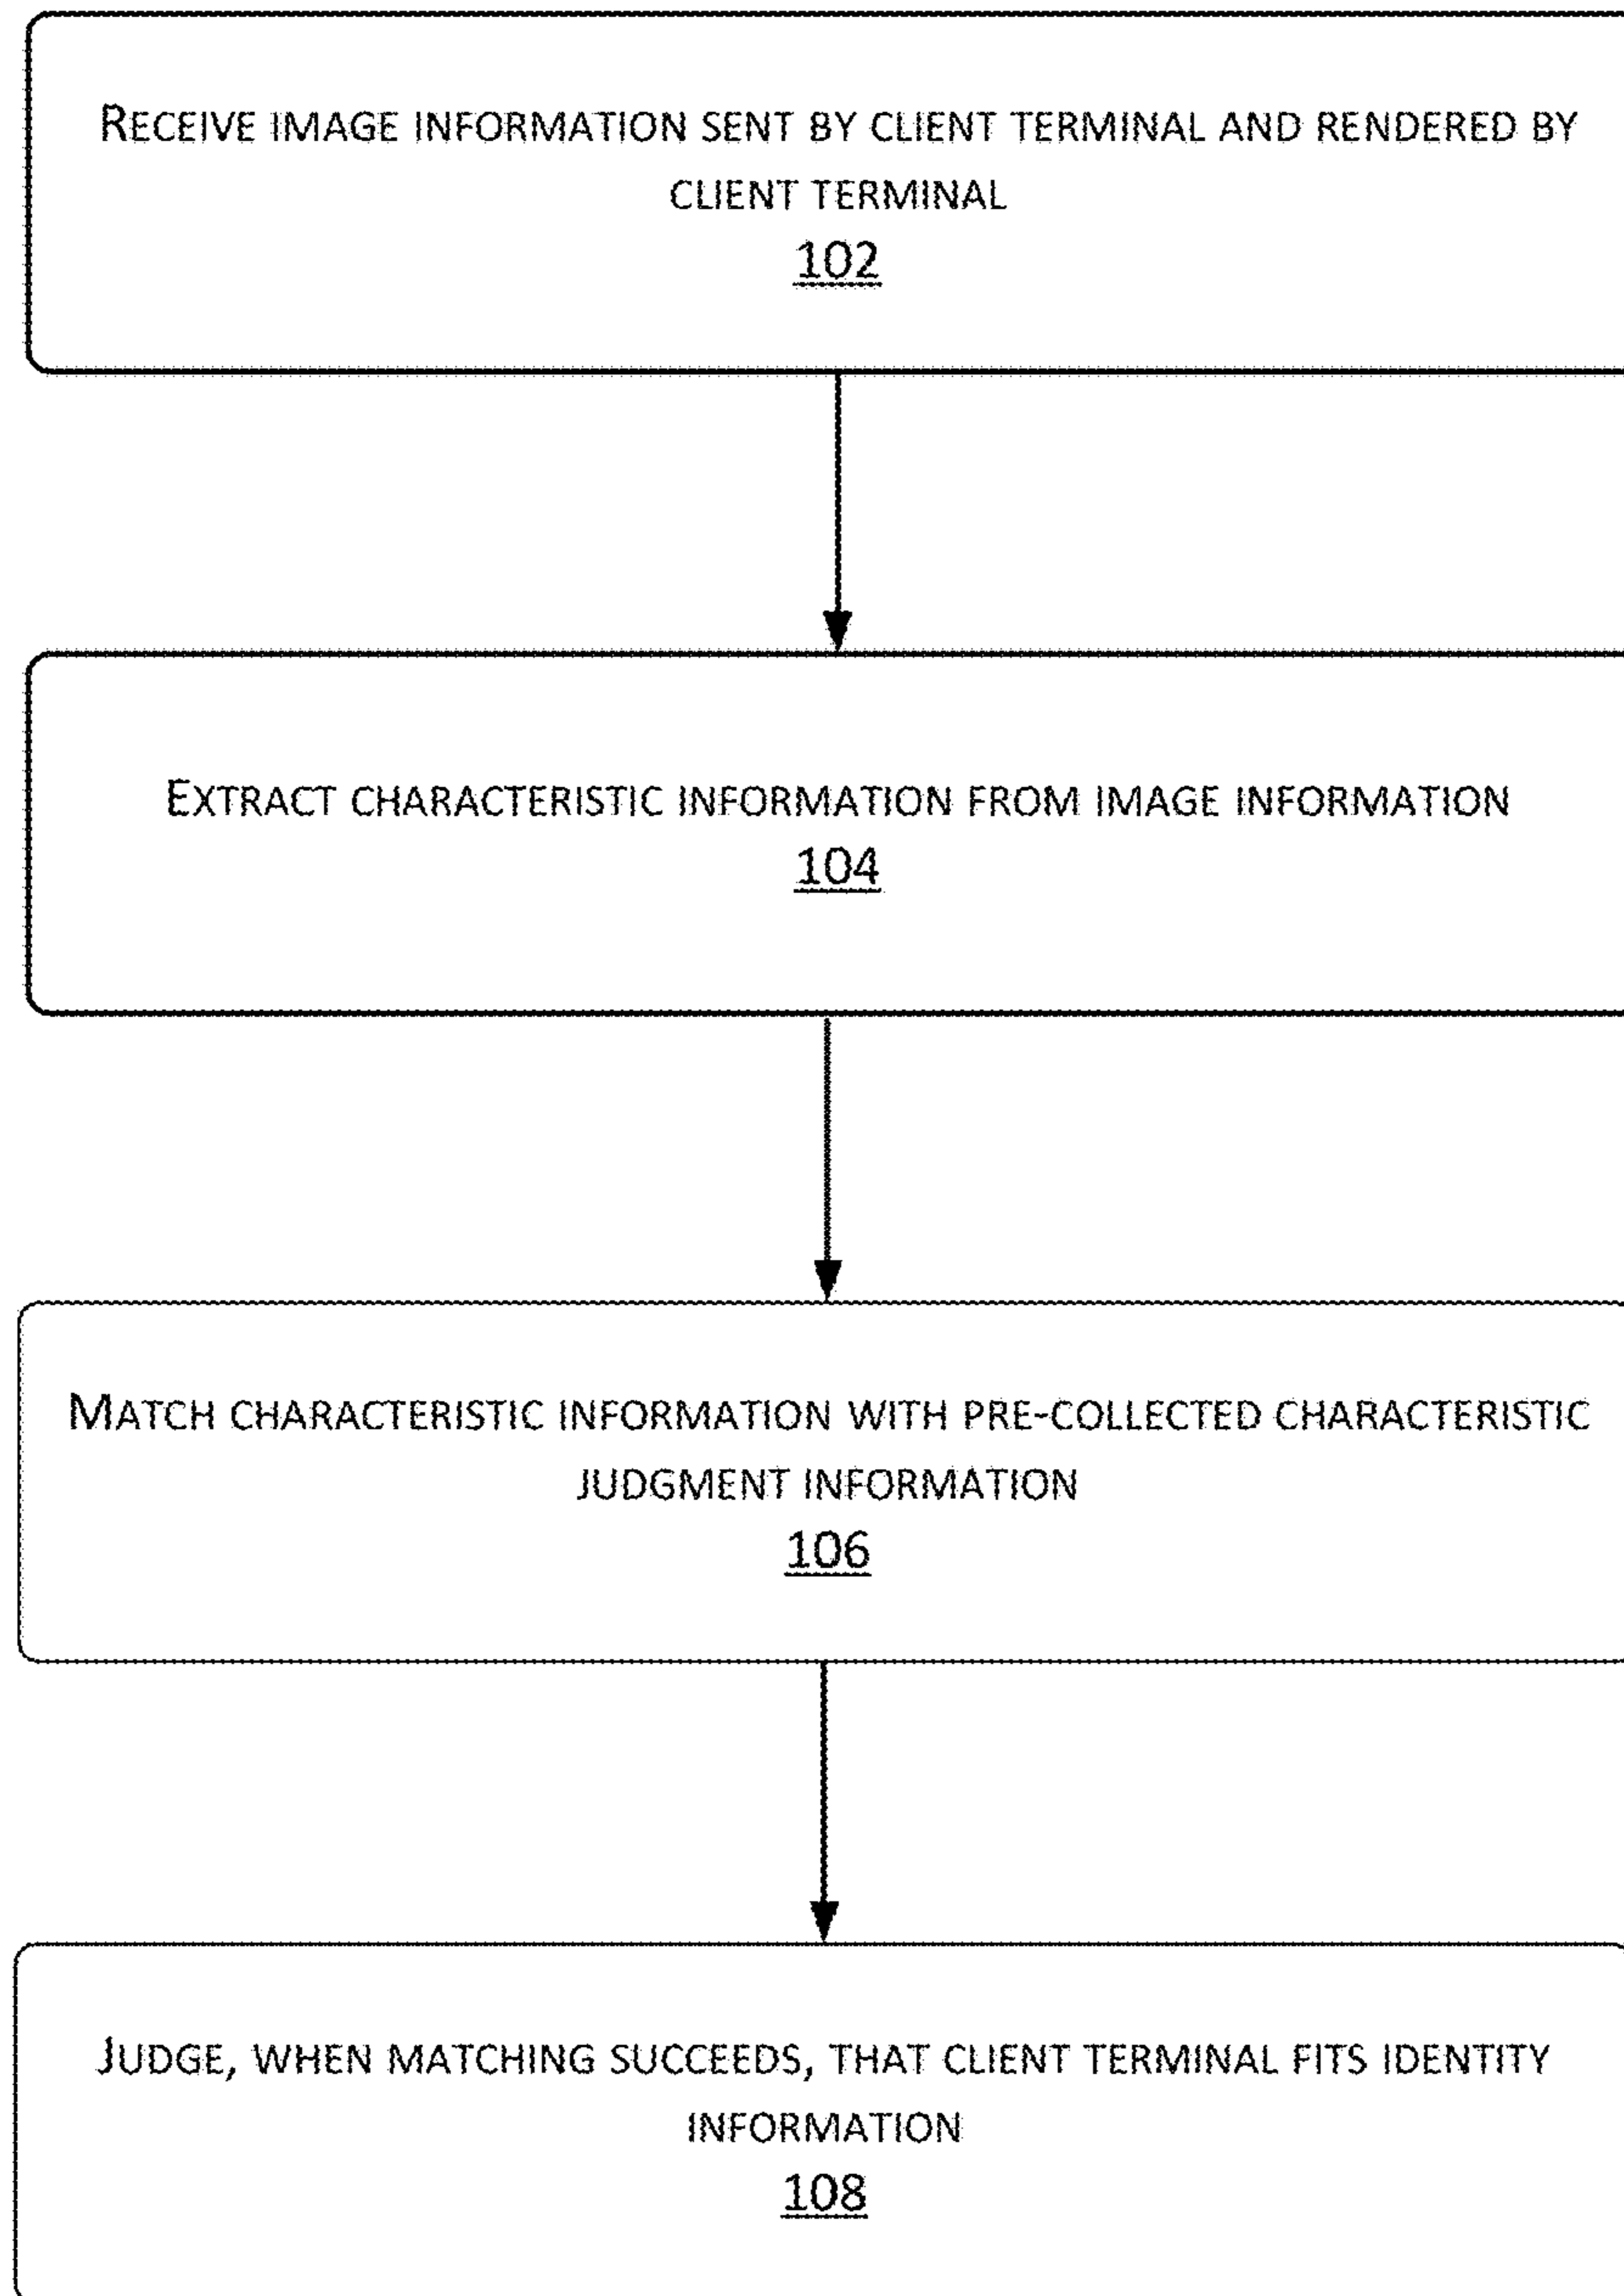 RECEIVE IMAGE INFORMATION SENT BY CLIENT TERMINAL AND RENDERED BY
CLIENT TERMINAL
102
EXTRACT CHARACTERISTIC INFORMATION FROM IMAGE INFORMATION
104
MATCH CHARACTERISTIC INFORMATION WITH PRE-COLLECTED CHARACTERISTIC
JUDGMENT INFORMATION
106
JUDGE, WHEN MATCHING SUCCEEDS, THAT CLIENT TERMINAL FITS IDENTITY
INFORMATION
108